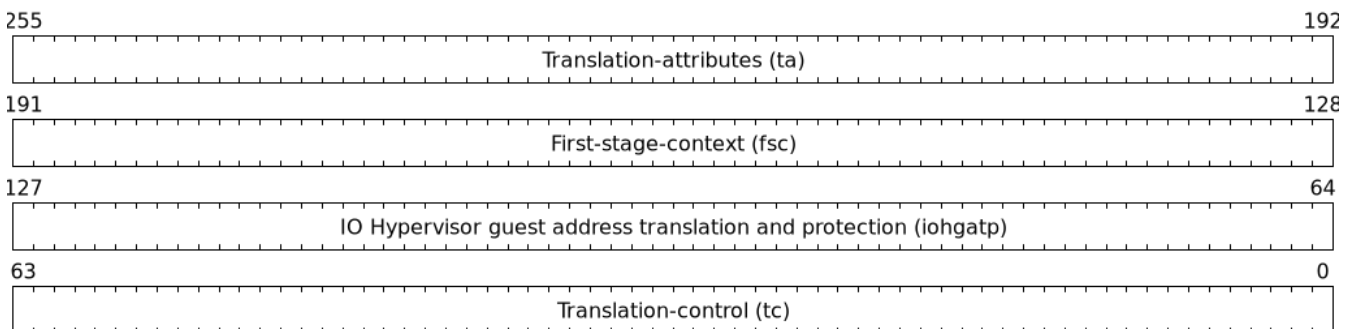 255 192
Translation-attributes (ta)
191 128
First-stage-context (fsc)
127 64
IO Hypervisor guest address translation and protection (iohgatp)
63 0
Translation-control (tc)